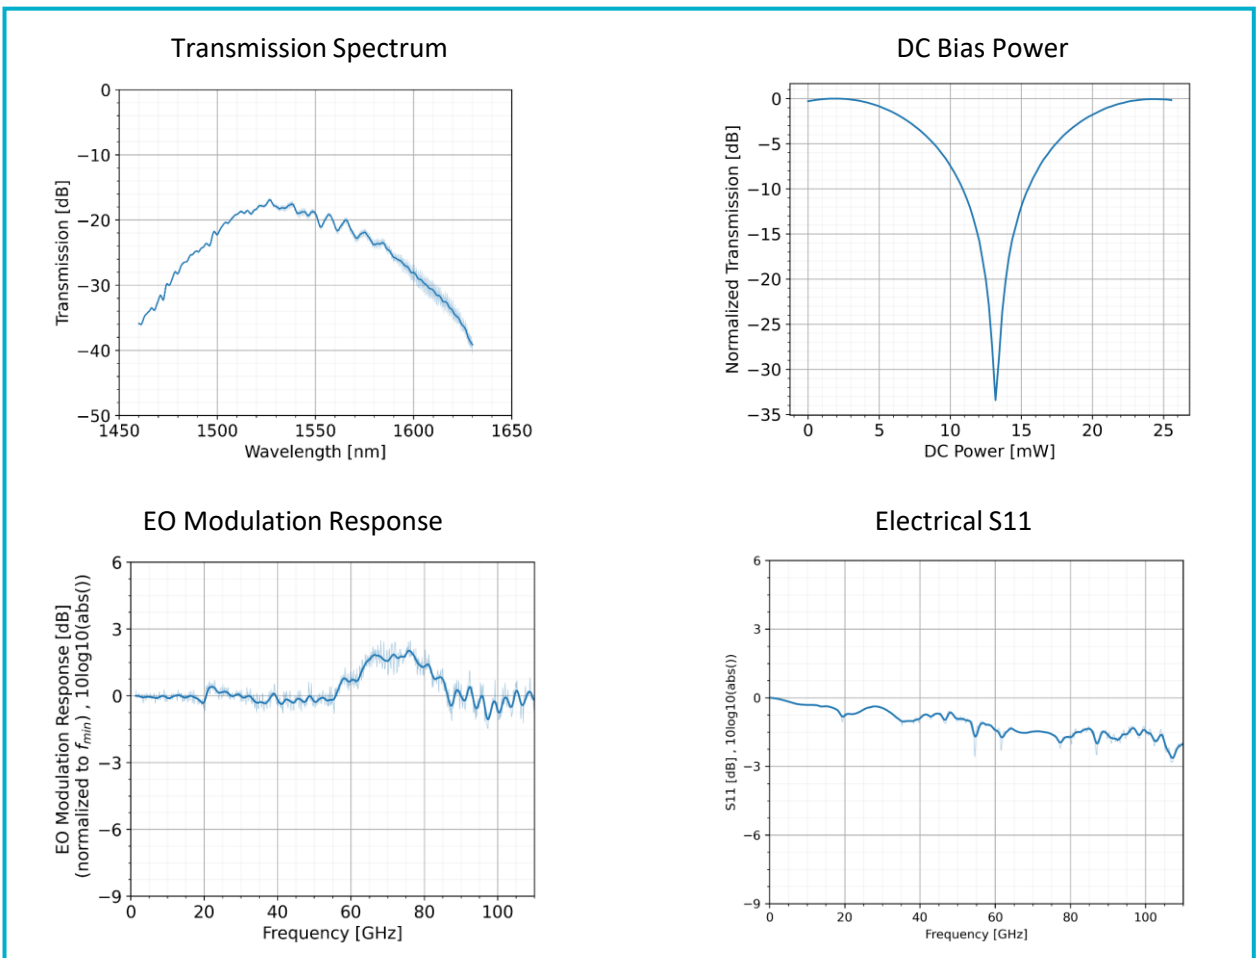 Transmission Spectrum
0
−10
−20
−30
−40
−50
1450 1500 1550 1600 1650
Transmission [dB]
Wavelength [nm]
DC Bias Power
0
−5
−10
−15
−20
−25
−30
−35
0 5 10 15 20 25
Normalized Transmission [dB]
DC Power [mW]
EO Modulation Response
6
3
0
−3
−6
−9
0 20 40 60 80 100
EO Modulation Response [dB]
(normalized to fmin) , 10log10(abs())
Frequency [GHz]
Electrical S11
6
3
0
−3
−6
−9
0 20 40 60 80 100
S11 [dB] , 10log10(abs())
Frequency [GHz]